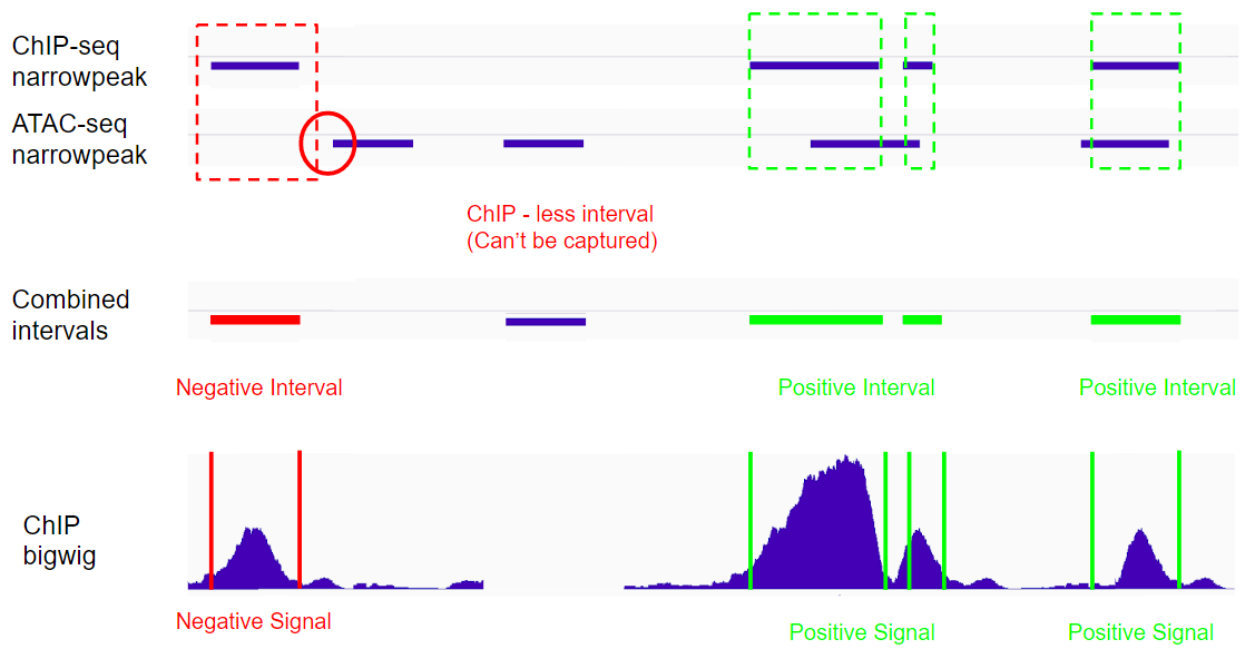 ChIP-seq
narrowpeak
ATAC-seq
narrowpeak
ChIP - less interval
(Can't be captured)
Combined
intervals
Negative Interval
Positive Interval
Positive Interval
ChIP
bigwig
Negative Signal
Positive Signal
Positive Signal